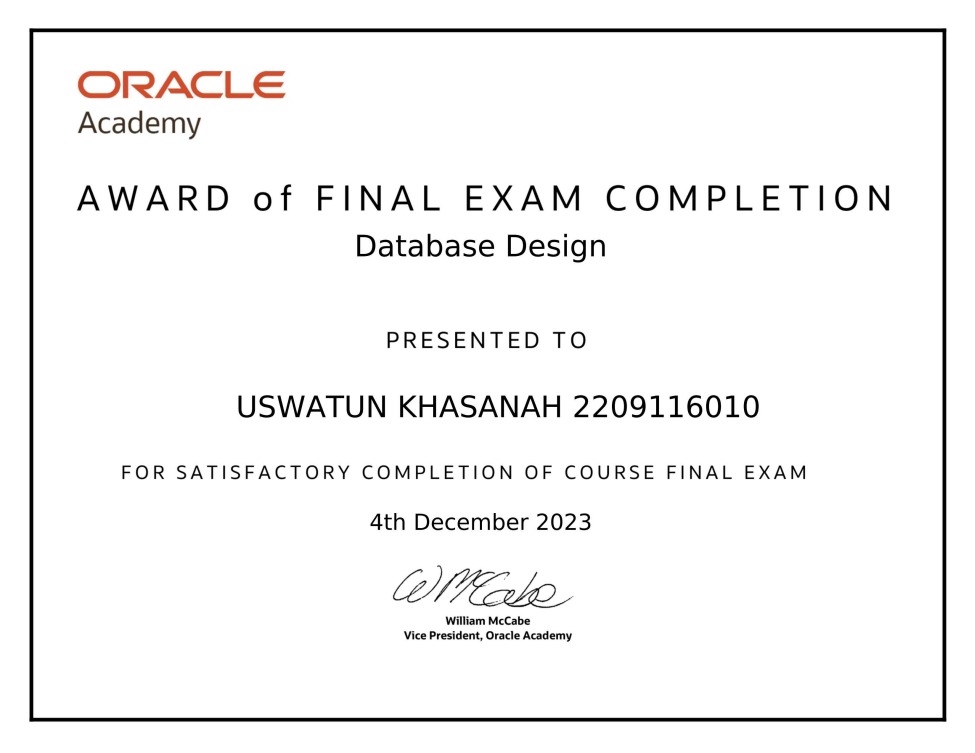 ORACLE
Academy
AWARD of FINAL EXAM COMPLETION
Database Design
PRESENTED TO
USWATUN KHASANAH 2209116010
FOR SATISFACTORY COMPLETION OF COURSE FINAL EXAM
4th December 2023
W McCabe
William McCabe
Vice President, Oracle Academy